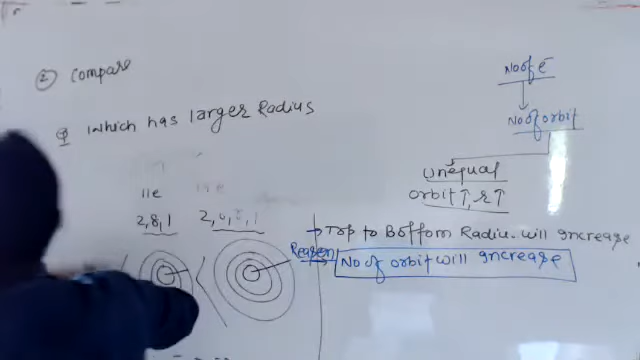 ② Compare
Q Which has larger Radius
11e
2,8,1
No of e⁻
No of orbit
Unequal
orbit↑, r↑
→ Top to Bottom Radius will increase
Reason
No of orbit will increase